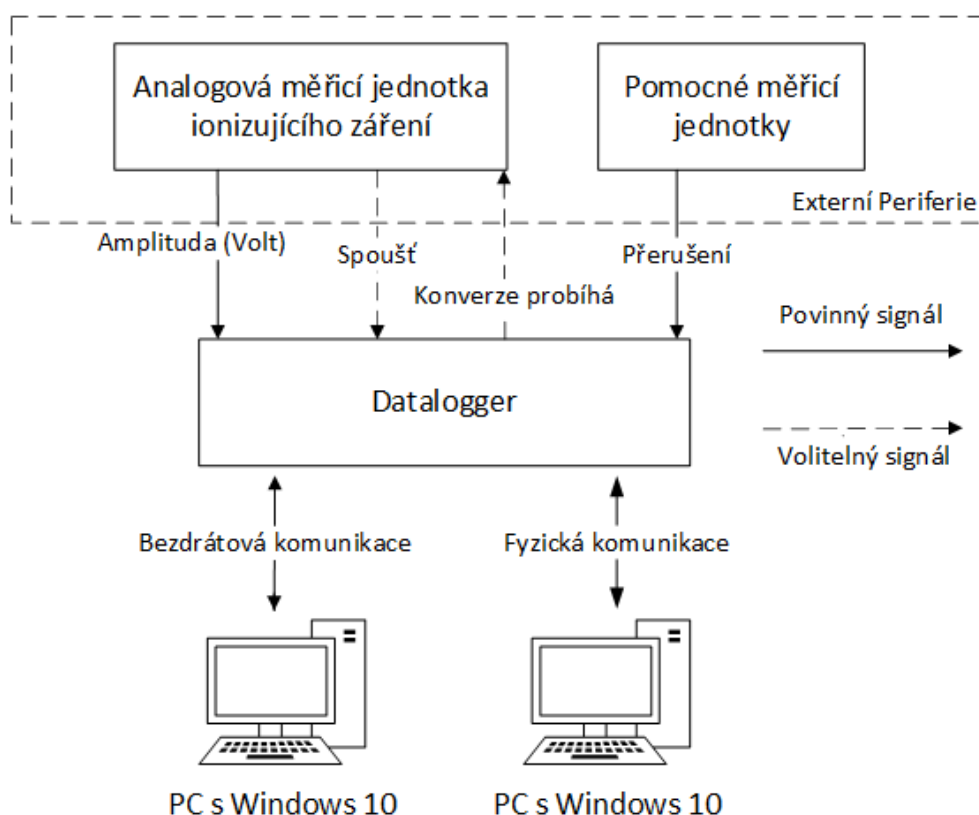 Analogová měřicí jednotka
ionizujícího záření
Pomocné měřicí
jednotky
Externí Periferie
Amplituda (Volt)
Spoušť
Přerušení
Konverze probíhá
Povinný signál
Datalogger
Volitelný signál
Bezdrátová komunikace
Fyzická komunikace
PC s Windows 10
PC s Windows 10